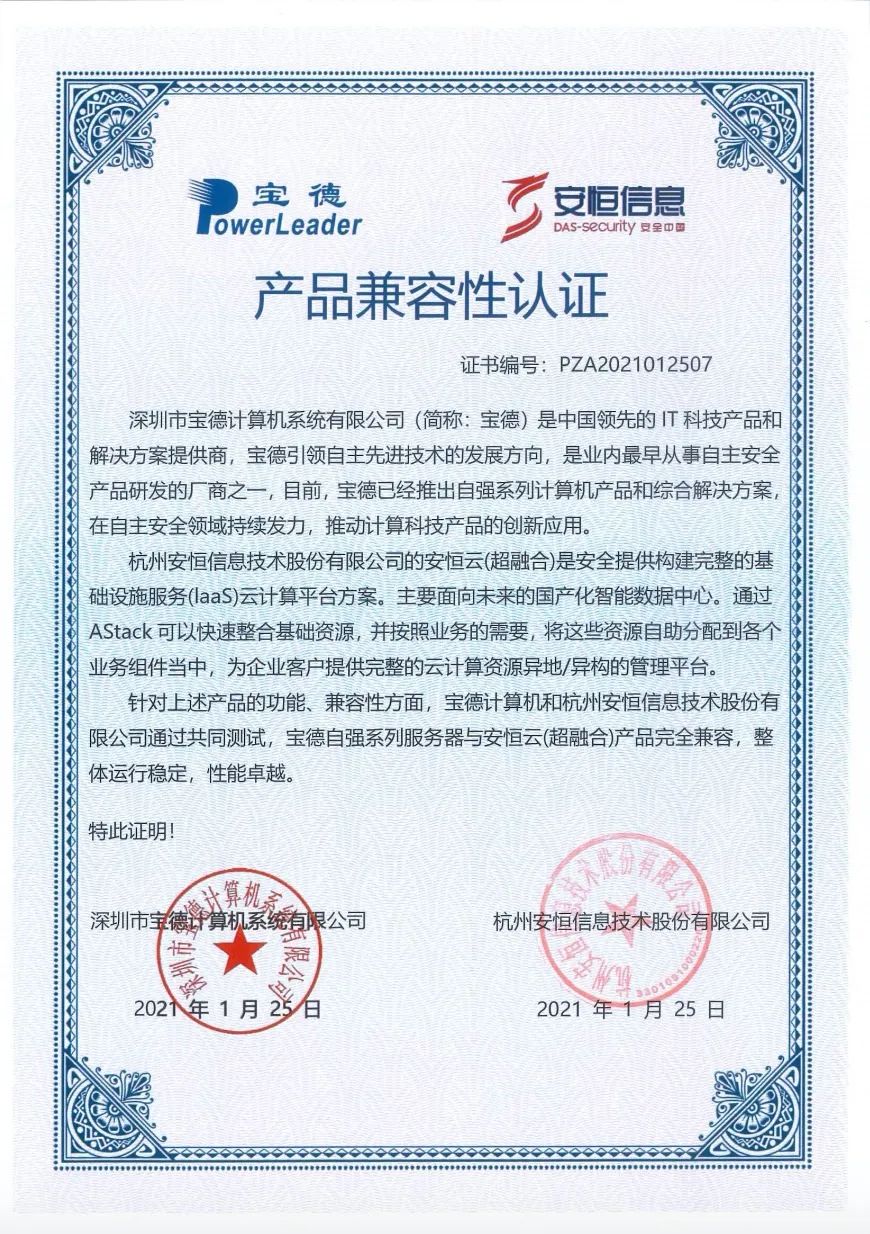 宝德
PowerLeader
安恒信息
DAS-security 安全中国
产品兼容性认证
证书编号：PZA2021012507
深圳市宝德计算机系统有限公司（简称：宝德）是中国领先的 IT 科技产品和
解决方案提供商，宝德引领自主先进技术的发展方向，是业内最早从事自主安全
产品研发的厂商之一，目前，宝德已经推出自强系列计算机产品和综合解决方案，
在自主安全领域持续发力，推动计算科技产品的创新应用。
杭州安恒信息技术股份有限公司的安恒云(超融合)是安全提供构建完整的基
础设施服务(IaaS)云计算平台方案。主要面向未来的国产化智能数据中心。通过
AStack 可以快速整合基础资源，并按照业务的需要，将这些资源自助分配到各个
业务组件当中，为企业客户提供完整的云计算资源异地/异构的管理平台。
针对上述产品的功能、兼容性方面，宝德计算机和杭州安恒信息技术股份有
限公司通过共同测试，宝德自强系列服务器与安恒云(超融合)产品完全兼容，整
体运行稳定，性能卓越。
特此证明！
深圳市宝德计算机系统有限公司
杭州安恒信息技术股份有限公司
深圳市宝德计算机系统有限公司
杭州安恒信息技术股份有限公司
2021 年 1 月 25 日
2021 年 1 月 25 日